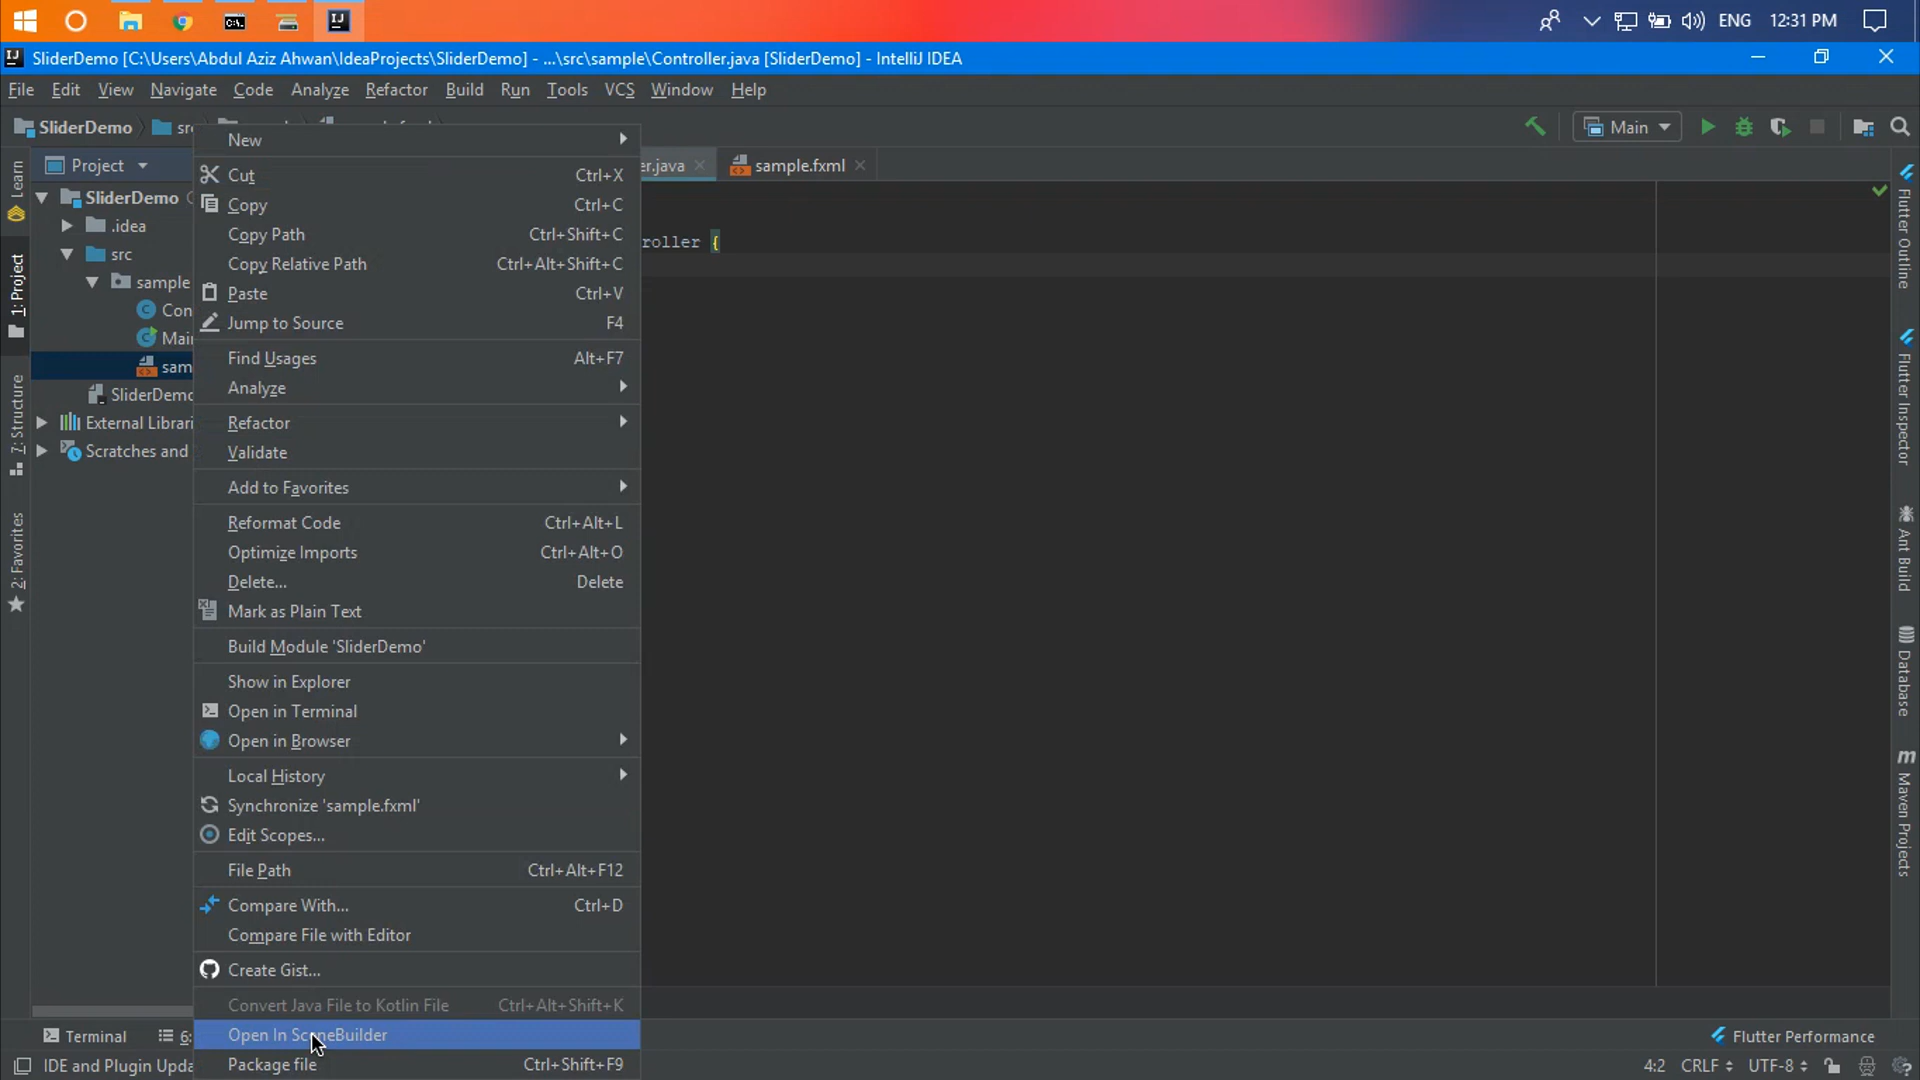 ENG 12:31 PM
SliderDemo [C:\Users\Abdul Aziz Ahwan\IdeaProjects\SliderDemo] - ...\src\sample\Controller.java [SliderDemo] - IntelliJ IDEA
File Edit View Navigate Code Analyze Refactor Build Run Tools VCS Window Help
SliderDemo
Main
Project
er.java
sample.fxml
SliderDemo
.idea
src
sample
Con
Main
sam
SliderDemo
External Librari
Scratches and
roller {
New
Cut Ctrl+X
Copy Ctrl+C
Copy Path Ctrl+Shift+C
Copy Relative Path Ctrl+Alt+Shift+C
Paste Ctrl+V
Jump to Source F4
Find Usages Alt+F7
Analyze
Refactor
Validate
Add to Favorites
Reformat Code Ctrl+Alt+L
Optimize Imports Ctrl+Alt+O
Delete... Delete
Mark as Plain Text
Build Module 'SliderDemo'
Show in Explorer
Open in Terminal
Open in Browser
Local History
Synchronize 'sample.fxml'
Edit Scopes...
File Path Ctrl+Alt+F12
Compare With... Ctrl+D
Compare File with Editor
Create Gist...
Convert Java File to Kotlin File Ctrl+Alt+Shift+K
Open In SceneBuilder
Package file Ctrl+Shift+F9
Learn
1: Project
7: Structure
2: Favorites
Flutter Outline
Flutter Inspector
Ant Build
Database
Maven Projects
Terminal
6:
Flutter Performance
IDE and Plugin Upda
4:2 CRLF UTF-8